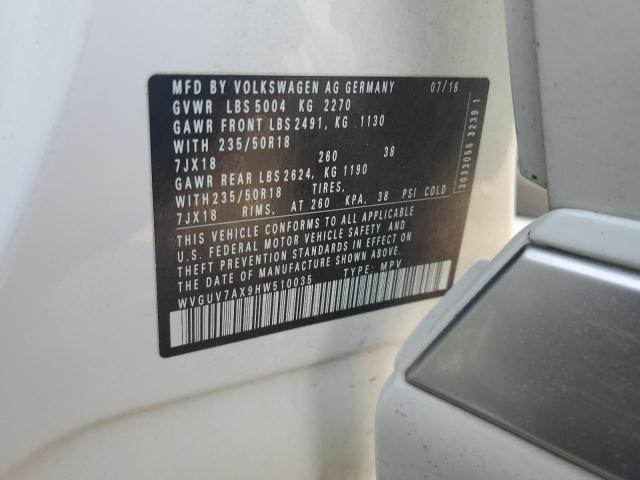 MFD BY VOLKSWAGEN AG GERMANY 07/16
GVWR LBS 5004 KG 2270
GAWR FRONT LBS 2491, KG 1130
WITH 235/50R18
7JX18 260 38
GAWR REAR LBS 2624, KG 1190
WITH 235/50R18 TIRES,
7JX18 RIMS, AT 260 KPA, 38 PSI COLD
THIS VEHICLE CONFORMS TO ALL APPLICABLE
U.S. FEDERAL MOTOR VEHICLE SAFETY AND
THEFT PREVENTION STANDARDS IN EFFECT ON
THE DATE OF MANUFACTURE SHOWN ABOVE.
WVGUV7AX9HW510035 TYPE: MPV
3033055 3239 1